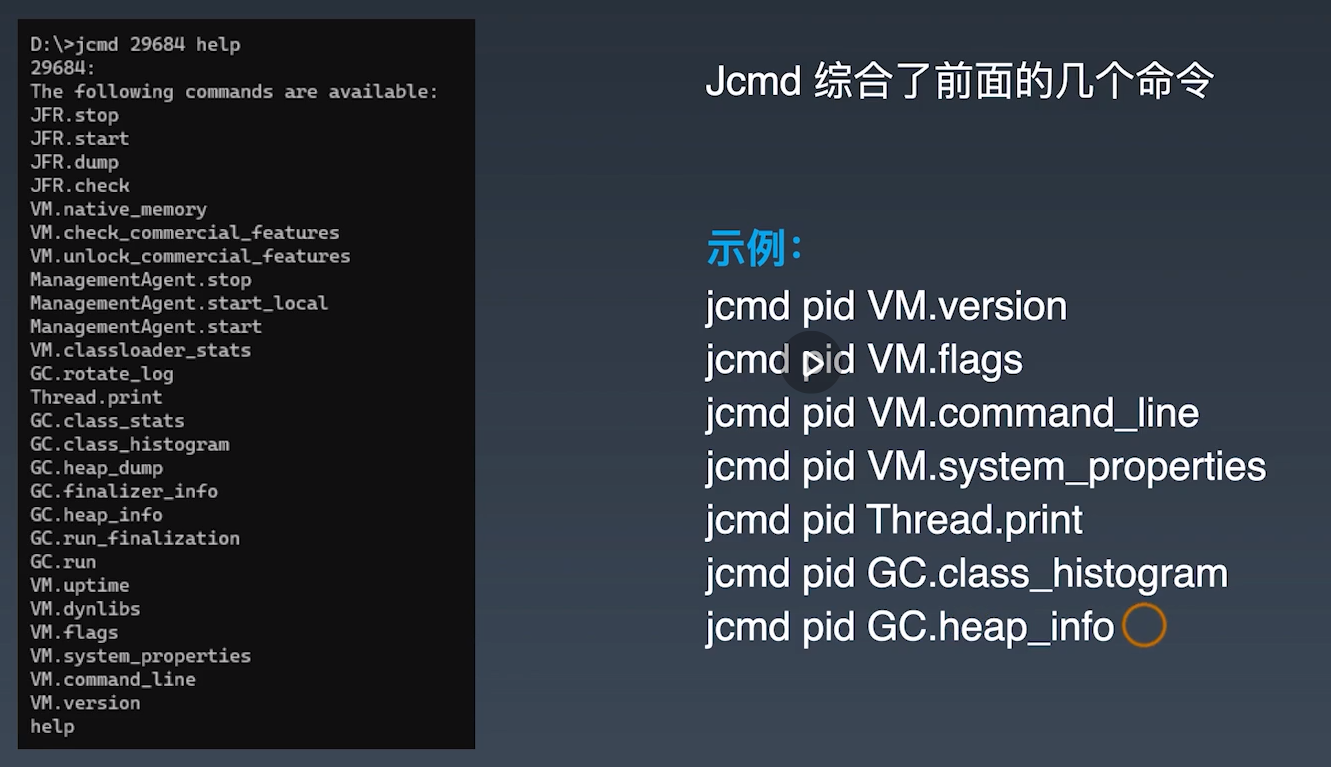 D:\>jcmd 29684 help
29684:
The following commands are available:
JFR.stop
JFR.start
JFR.dump
JFR.check
VM.native_memory
VM.check_commercial_features
VM.unlock_commercial_features
ManagementAgent.stop
ManagementAgent.start_local
ManagementAgent.start
VM.classloader_stats
GC.rotate_log
Thread.print
GC.class_stats
GC.class_histogram
GC.heap_dump
GC.finalizer_info
GC.heap_info
GC.run_finalization
GC.run
VM.uptime
VM.dynlibs
VM.flags
VM.system_properties
VM.command_line
VM.version
help
Jcmd 综合了前面的几个命令
示例：
jcmd pid VM.version
jcmd pid VM.flags
jcmd pid VM.command_line
jcmd pid VM.system_properties
jcmd pid Thread.print
jcmd pid GC.class_histogram
jcmd pid GC.heap_info